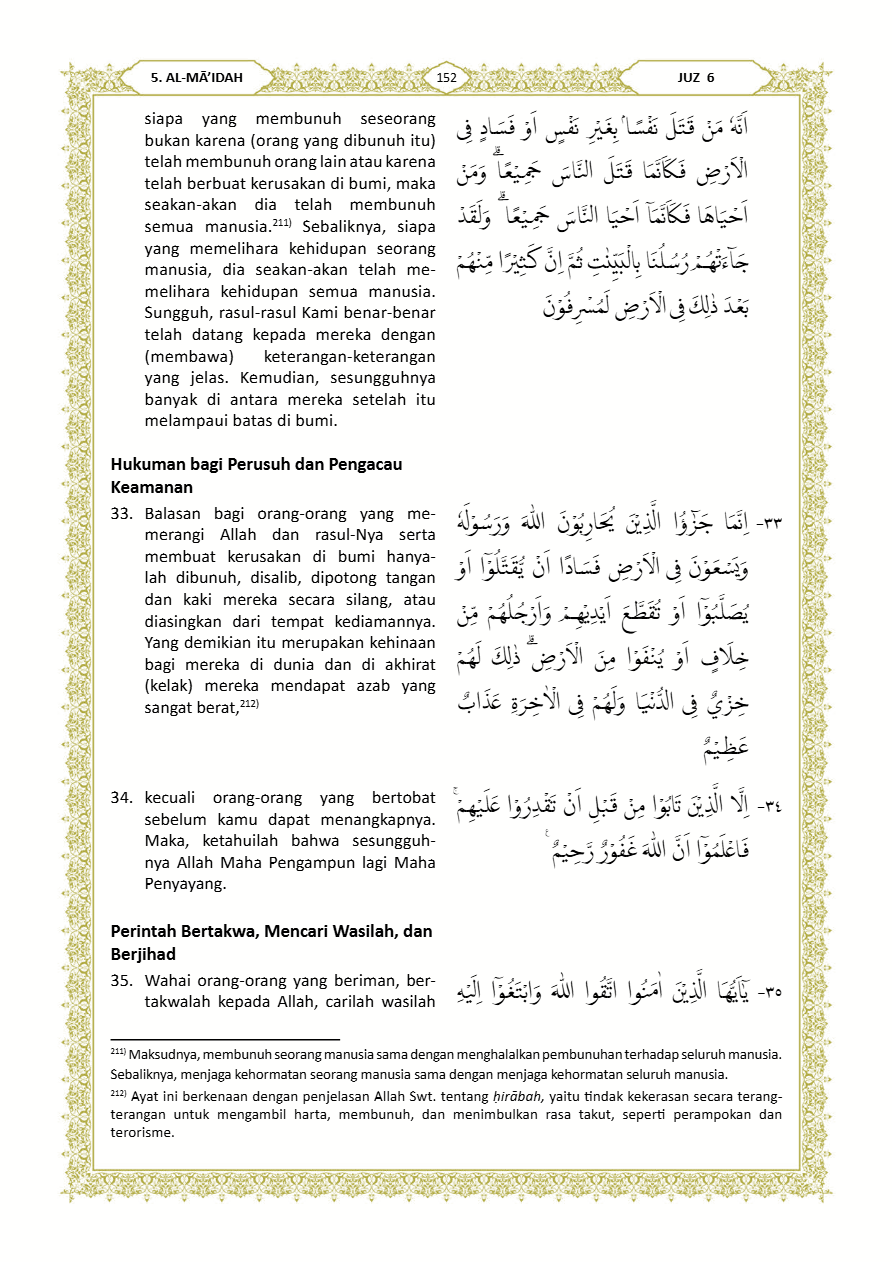 5. AL-MĀ’IDAH
152
JUZ 6
siapa yang membunuh seseorang
bukan karena (orang yang dibunuh itu)
telah membunuh orang lain atau karena
telah berbuat kerusakan di bumi, maka
seakan-akan dia telah membunuh
semua manusia.²¹¹⁾ Sebaliknya, siapa
yang memelihara kehidupan seorang
manusia, dia seakan-akan telah me-
melihara kehidupan semua manusia.
Sungguh, rasul-rasul Kami benar-benar
telah datang kepada mereka dengan
(membawa) keterangan-keterangan
yang jelas. Kemudian, sesungguhnya
banyak di antara mereka setelah itu
melampaui batas di bumi.
اَنَّهٗ مَنْ قَتَلَ نَفْسًاۢ بِغَيْرِ نَفْسٍ اَوْ فَسَادٍ فِى
الْاَرْضِ فَكَاَنَّمَا قَتَلَ النَّاسَ جَمِيْعًاۗ وَمَنْ
اَحْيَاهَا فَكَاَنَّمَآ اَحْيَا النَّاسَ جَمِيْعًاۗ وَلَقَدْ
جَاۤءَتْهُمْ رُسُلُنَا بِالْبَيِّنٰتِ ثُمَّ اِنَّ كَثِيْرًا مِّنْهُمْ
بَعْدَ ذٰلِكَ فِى الْاَرْضِ لَمُسْرِفُوْنَ
Hukuman bagi Perusuh dan Pengacau
Keamanan
33. Balasan bagi orang-orang yang me-
merangi Allah dan rasul-Nya serta
membuat kerusakan di bumi hanya-
lah dibunuh, disalib, dipotong tangan
dan kaki mereka secara silang, atau
diasingkan dari tempat kediamannya.
Yang demikian itu merupakan kehinaan
bagi mereka di dunia dan di akhirat
(kelak) mereka mendapat azab yang
sangat berat,²¹²⁾
٣٣- اِنَّمَا جَزٰۤؤُا الَّذِيْنَ يُحَارِبُوْنَ اللّٰهَ وَرَسُوْلَهٗ
وَيَسْعَوْنَ فِى الْاَرْضِ فَسَادًا اَنْ يُّقَتَّلُوْٓا اَوْ
يُصَلَّبُوْٓا اَوْ تُقَطَّعَ اَيْدِيْهِمْ وَاَرْجُلُهُمْ مِّنْ
خِلَافٍ اَوْ يُنْفَوْا مِنَ الْاَرْضِۗ ذٰلِكَ لَهُمْ
خِزْيٌ فِى الدُّنْيَا وَلَهُمْ فِى الْاٰخِرَةِ عَذَابٌ
عَظِيْمٌ
34. kecuali orang-orang yang bertobat
sebelum kamu dapat menangkapnya.
Maka, ketahuilah bahwa sesungguh-
nya Allah Maha Pengampun lagi Maha
Penyayang.
٣٤- اِلَّا الَّذِيْنَ تَابُوْا مِنْ قَبْلِ اَنْ تَقْدِرُوْا عَلَيْهِمْۚ
فَاعْلَمُوْٓا اَنَّ اللّٰهَ غَفُوْرٌ رَّحِيْمٌ ࣖ
Perintah Bertakwa, Mencari Wasilah, dan
Berjihad
35. Wahai orang-orang yang beriman, ber-
takwalah kepada Allah, carilah wasilah
٣٥- يٰٓاَيُّهَا الَّذِيْنَ اٰمَنُوا اتَّقُوا اللّٰهَ وَابْتَغُوْٓا اِلَيْهِ
²¹¹⁾ Maksudnya, membunuh seorang manusia sama dengan menghalalkan pembunuhan terhadap seluruh manusia.
Sebaliknya, menjaga kehormatan seorang manusia sama dengan menjaga kehormatan seluruh manusia.
²¹²⁾ Ayat ini berkenaan dengan penjelasan Allah Swt. tentang ḥirābah, yaitu tindak kekerasan secara terang-
terangan untuk mengambil harta, membunuh, dan menimbulkan rasa takut, seperti perampokan dan
terorisme.